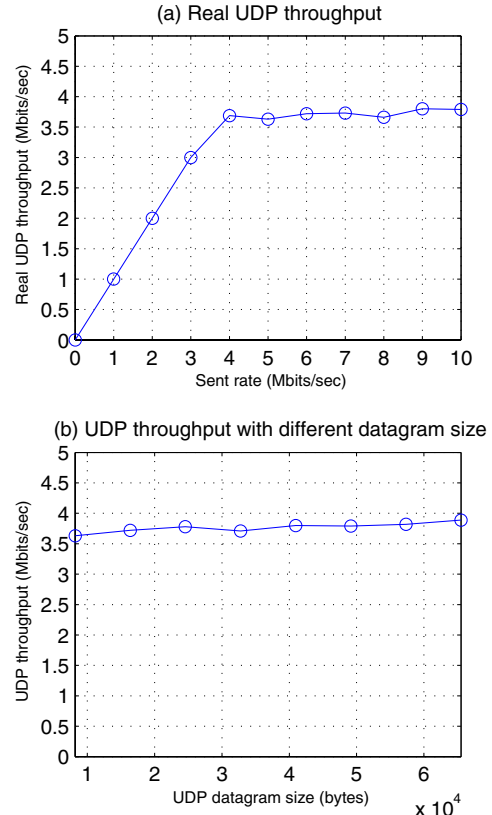 (a) Real UDP throughput
5
4.5
4
3.5
3
2.5
2
1.5
1
0.5
0
Real UDP throughput (Mbits/sec)
0 1 2 3 4 5 6 7 8 9 10
Sent rate (Mbits/sec)
(b) UDP throughput with different datagram size
5
4.5
4
3.5
3
2.5
2
1.5
1
0.5
0
UDP throughput (Mbits/sec)
1 2 3 4 5 6
UDP datagram size (bytes)
x 10^4